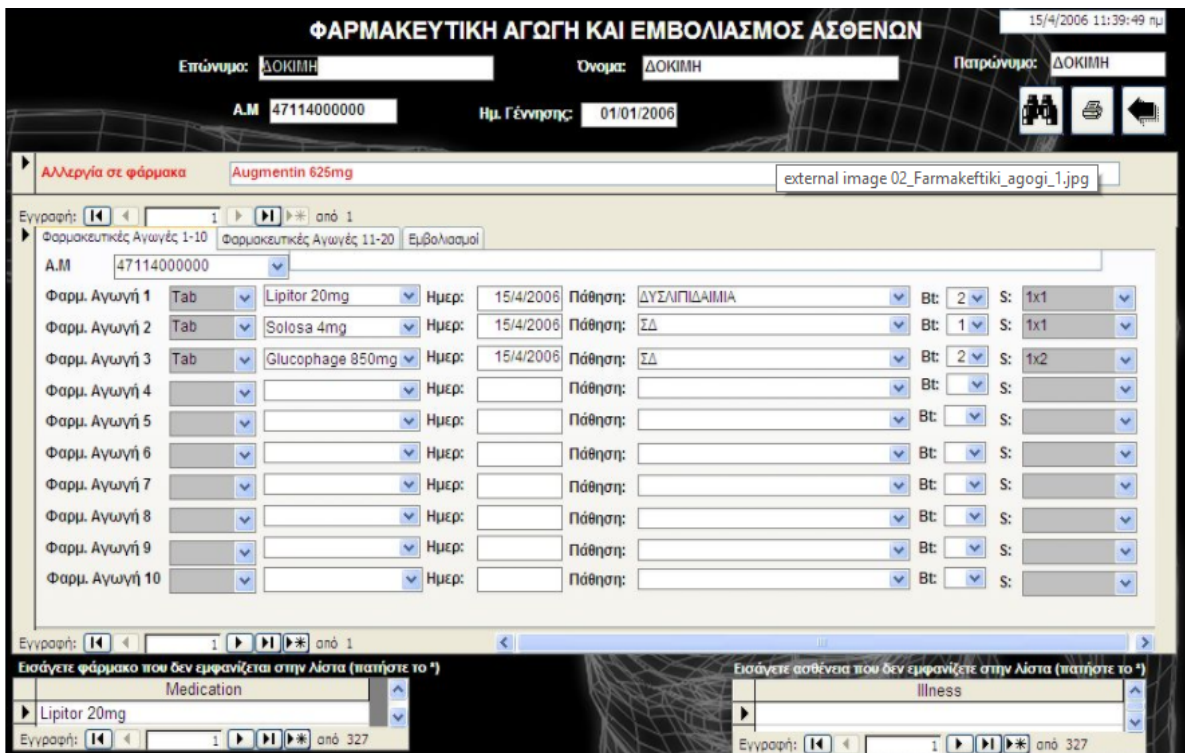 ΦΑΡΜΑΚΕΥΤΙΚΗ ΑΓΩΓΗ ΚΑΙ ΕΜΒΟΛΙΑΣΜΟΣ ΑΣΘΕΝΩΝ 15/4/2006 11:39:49 πμ
Επώνυμο: ΔΟΚΙΜΗ Όνομα: ΔΟΚΙΜΗ Πατρώνυμο: ΔΟΚΙΜΗ
Α.Μ 47114000000 Ημ. Γέννησης: 01/01/2006
Αλλεργία σε φάρμακα Augmentin 625mg
external image 02_Farmakeftiki_agogi_1.jpg
Εγγραφή: 1 από 1
Φαρμακευτικές Αγωγές 1-10 Φαρμακευτικές Αγωγές 11-20 Εμβολιασμοί
Α.Μ 47114000000
Φαρμ. Αγωγή 1 Tab Lipitor 20mg Ημερ: 15/4/2006 Πάθηση: ΔΥΣΛΙΠΙΔΑΙΜΙΑ Bt: 2 S: 1x1
Φαρμ. Αγωγή 2 Tab Solosa 4mg Ημερ: 15/4/2006 Πάθηση: ΣΔ Bt: 1 S: 1x1
Φαρμ. Αγωγή 3 Tab Glucophage 850mg Ημερ: 15/4/2006 Πάθηση: ΣΔ Bt: 2 S: 1x2
Φαρμ. Αγωγή 4 Ημερ: Πάθηση: Bt: S:
Φαρμ. Αγωγή 5 Ημερ: Πάθηση: Bt: S:
Φαρμ. Αγωγή 6 Ημερ: Πάθηση: Bt: S:
Φαρμ. Αγωγή 7 Ημερ: Πάθηση: Bt: S:
Φαρμ. Αγωγή 8 Ημερ: Πάθηση: Bt: S:
Φαρμ. Αγωγή 9 Ημερ: Πάθηση: Bt: S:
Φαρμ. Αγωγή 10 Ημερ: Πάθηση: Bt: S:
Εγγραφή: 1 από 1
Εισάγετε φάρμακο που δεν εμφανίζεται στην λίστα (πατήστε το *) Εισάγετε ασθένεια που δεν εμφανίζετε στην λίστα (πατήστε το *)
Medication Illness
Lipitor 20mg
Εγγραφή: 1 από 327 Εγγραφή: 1 από 327